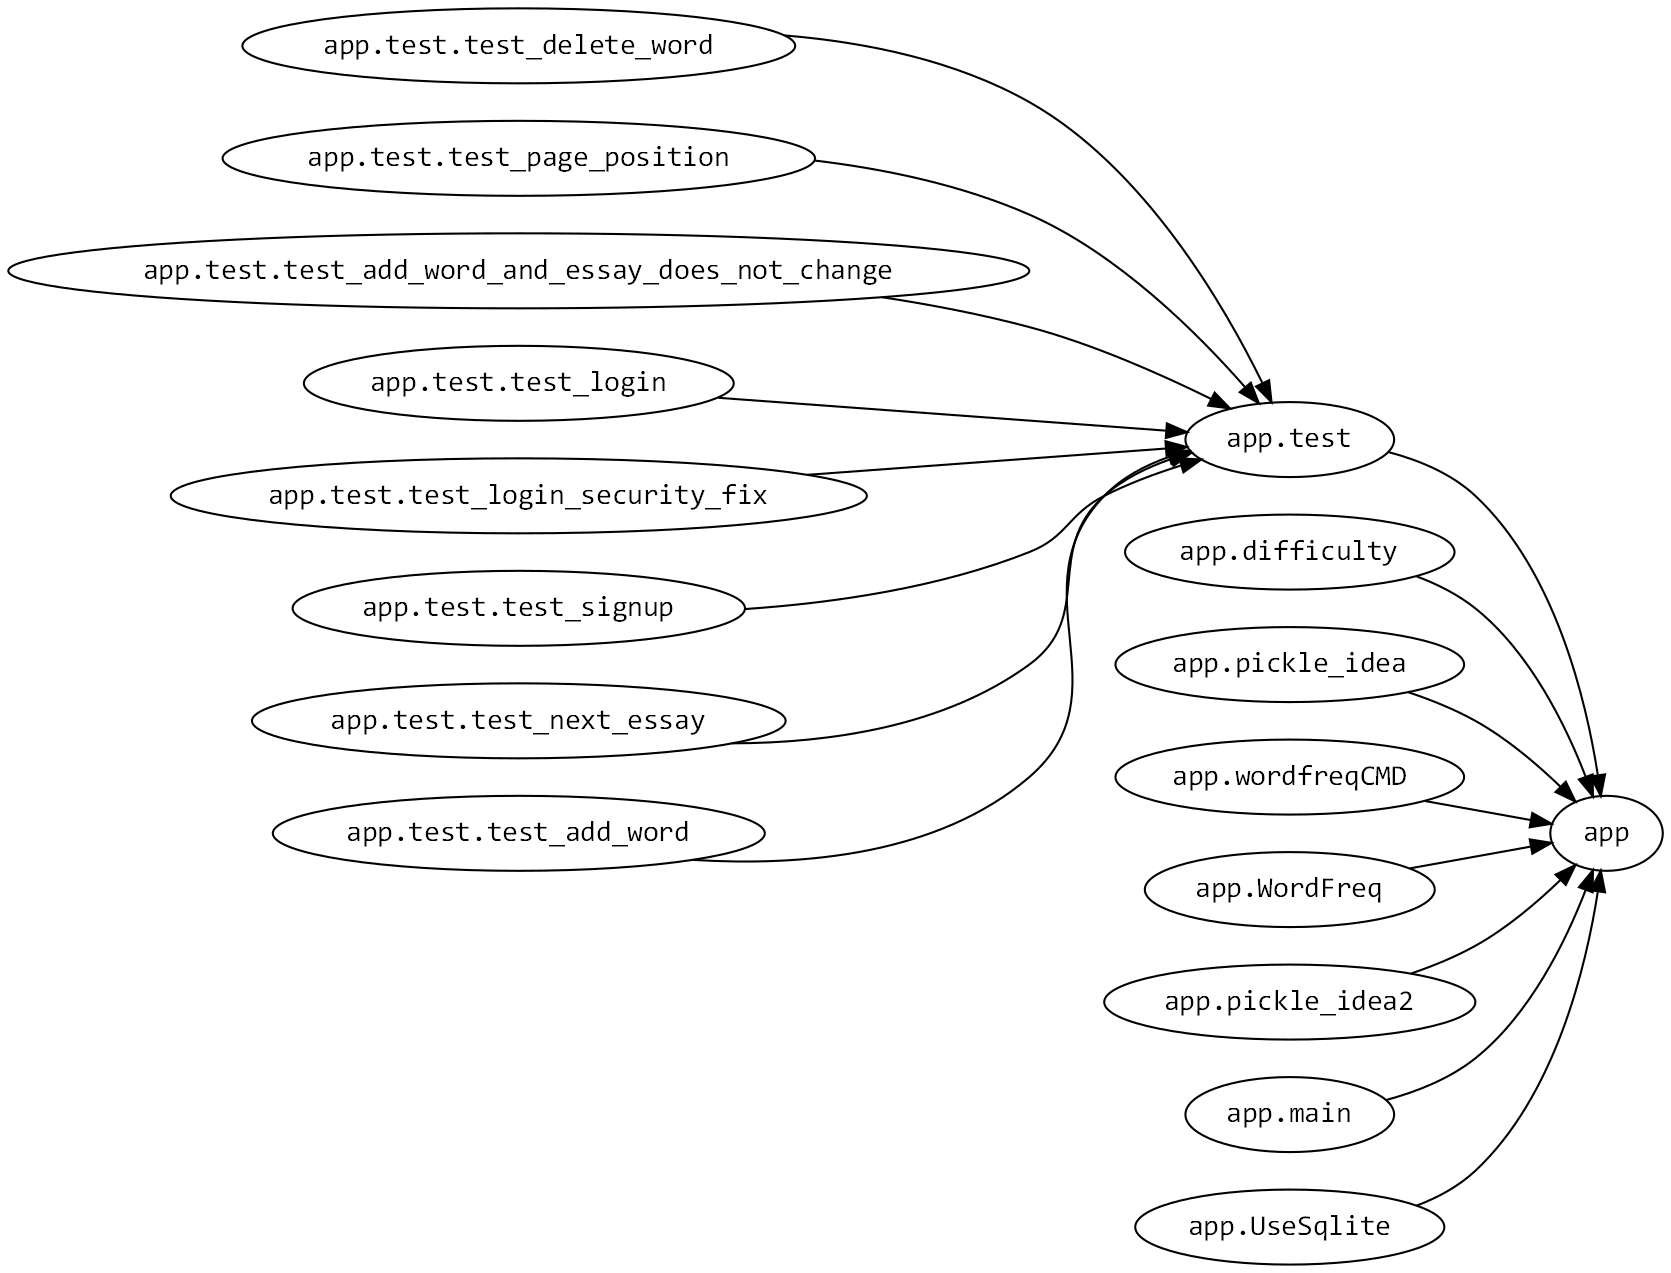 app.test.test_delete_word
app.test.test_page_position
app.test.test_add_word_and_essay_does_not_change
app.test.test_login
app.test.test_login_security_fix
app.test.test_signup
app.test.test_next_essay
app.test.test_add_word
app.test
app.difficulty
app.pickle_idea
app.wordfreqCMD
app.WordFreq
app.pickle_idea2
app.main
app.UseSqlite
app